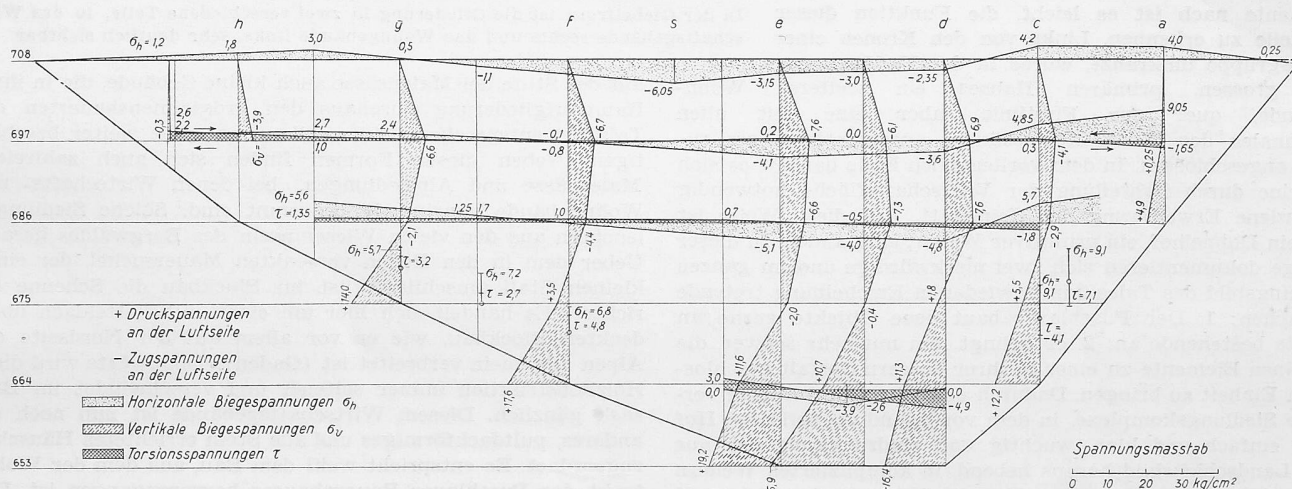 h g f s e d a
708 σh = 1,2 1,8 3,0 0,5 -1,1 -6,05 -3,15 -3,0 -2,35 4,2 4,0 0,25
697 -0,3 2,6 2,2 -3,9 σv = 2,7 1,0 2,4 -6,6 -0,1 -0,8 -6,7 0,2 -4,1 -7,6 0,0 -6,1 -3,6 -6,9 4,85 0,3 -4,1 9,05 -1,65 +0,25
686 σh=5,6 τ=1,35 1,25 1,7 -2,1 1,0 -4,4 0,7 -5,1 -6,6 -0,5 -4,0 -7,3 -4,8 -7,6 5,7 -1,8 -2,9 +4,9
σh=5,7 τ=3,2 σh=7,2 τ=2,7 σh=9,1 τ=7,1
675 14,0 +3,5 σh=6,8 τ=4,8 -2,0 -0,4 +1,8 +5,5 σh= 9,1 τ= -4,1
+ Druckspannungen
an der Luftseite
- Zugspannungen
an der Luftseite
664 +11,6 3,0 0,0 +11,6 +10,7 -3,9 -2,6 +11,3 0,0 -4,9 +2,2
Horizontale Biegespannungen σh
Vertikale Biegespannungen σv
Torsionsspannungen τ
653 +19,2 -16,4
Spannungsmasstab
0 10 20 30 kg/cm²